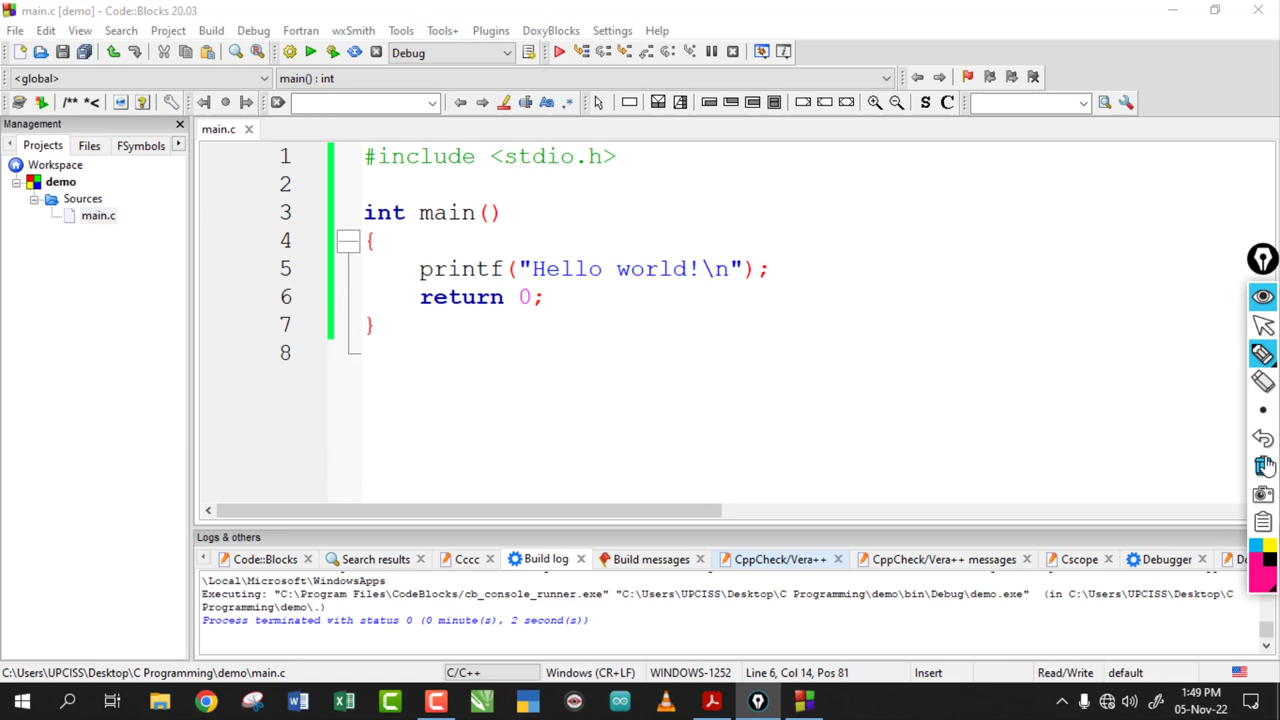 main.c [demo] - Code::Blocks 20.03
File Edit View Search Project Build Debug Fortran wxSmith Tools Tools+ Plugins DoxyBlocks Settings Help
Debug
<global>
main() : int
/** *<
S C
Management
Projects Files FSymbols
Workspace
demo
Sources
main.c
main.c
1 #include <stdio.h>
2
3 int main()
4 {
5 printf("Hello world!\n");
6 return 0;
7 }
8
Logs & others
Code::Blocks Search results Cccc Build log Build messages CppCheck/Vera++ CppCheck/Vera++ messages Cscope Debugger
\Local\Microsoft\WindowsApps
Executing: "C:\Program Files\CodeBlocks/cb_console_runner.exe" "C:\Users\UPCISS\Desktop\C Programming\demo\bin\Debug\demo.exe" (in C:\Users\UPCISS\Desktop\C
Programming\demo\.)
Process terminated with status 0 (0 minute(s), 2 second(s))
C:\Users\UPCISS\Desktop\C Programming\demo\main.c C/C++ Windows (CR+LF) WINDOWS-1252 Line 6, Col 14, Pos 81 Insert Read/Write default
1:49 PM
05-Nov-22